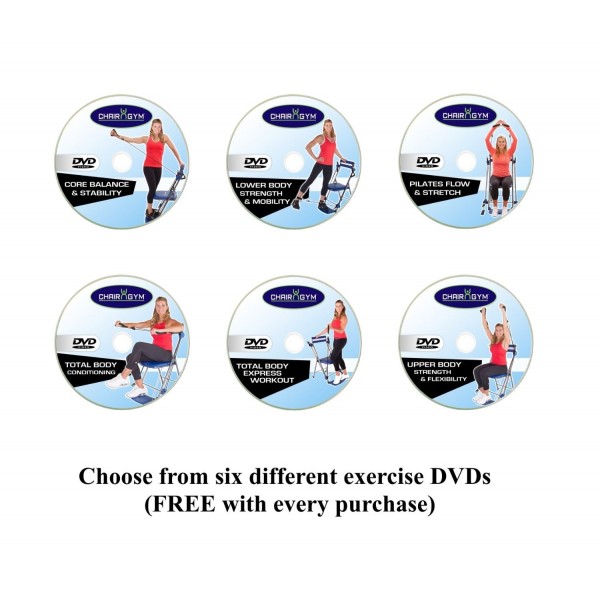 CHAIR GYM
DVD
CORE BALANCE
& STABILITY
CHAIR GYM
DVD
LOWER BODY
STRENGTH
& MOBILITY
CHAIR GYM
DVD
PILATES FLOW
& STRETCH
CHAIR GYM
DVD
TOTAL BODY
CONDITIONING
CHAIR GYM
DVD
TOTAL BODY
EXPRESS
WORKOUT
CHAIR GYM
DVD
UPPER BODY
STRENGTH
& FLEXIBILITY
Choose from six different exercise DVDs
(FREE with every purchase)